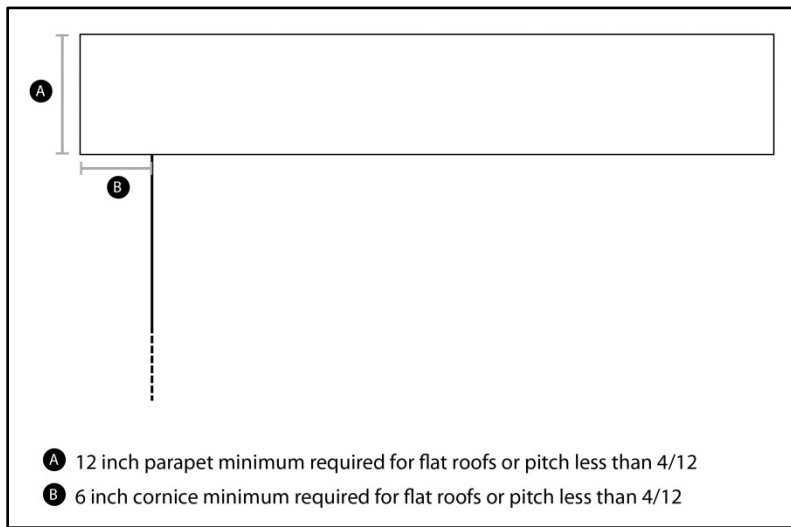 A
B
A 12 inch parapet minimum required for flat roofs or pitch less than 4/12
B 6 inch cornice minimum required for flat roofs or pitch less than 4/12